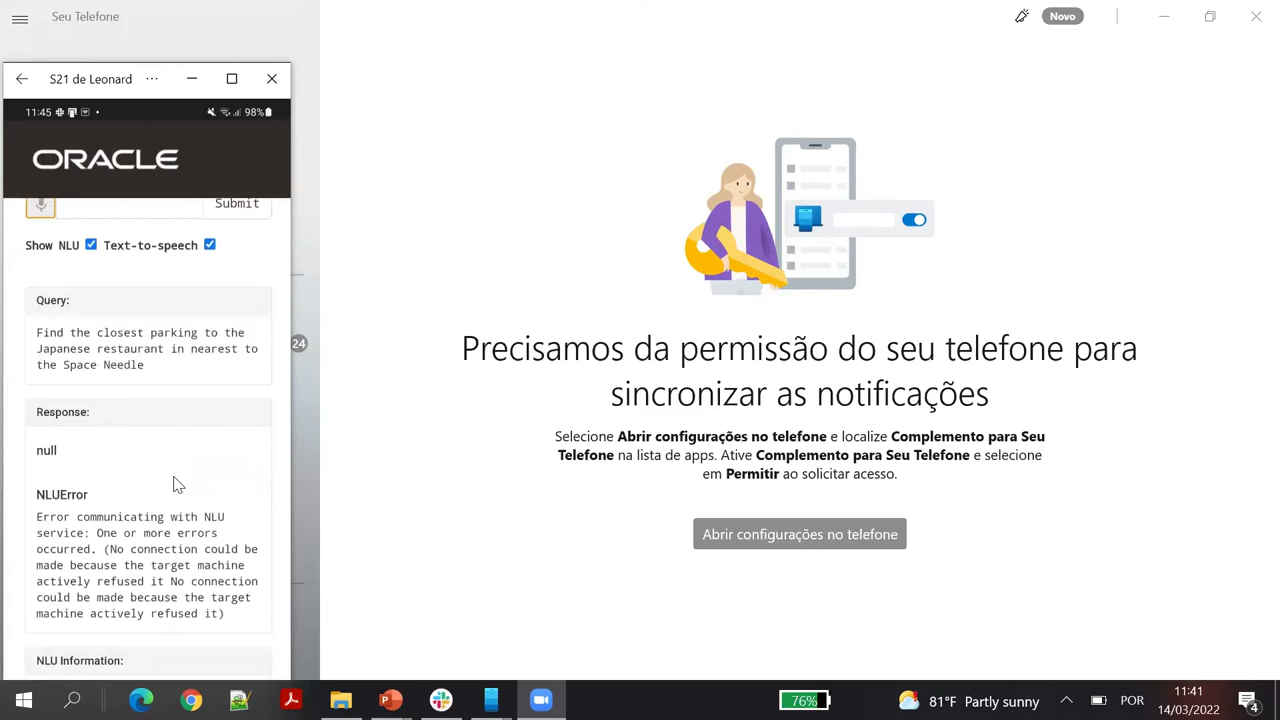 Seu Telefone
Novo
S21 de Leonard
11:45
98%
ORACLE
Submit
Show NLU
Text-to-speech
Query:
Find the closest parking to the
Japanese restaurant in nearest to
the Space Needle
24
Response:
null
NLUError
Error communicating with NLU
service: One or more errors
occurred. (No connection could be
made because the target machine
actively refused it No connection
could be made because the target
machine actively refused it)
NLU Information:
Precisamos da permissão do seu telefone para
sincronizar as notificações
Selecione Abrir configurações no telefone e localize Complemento para Seu
Telefone na lista de apps. Ative Complemento para Seu Telefone e selecione
em Permitir ao solicitar acesso.
Abrir configurações no telefone
76%
81°F Partly sunny
POR
11:41
14/03/2022
4